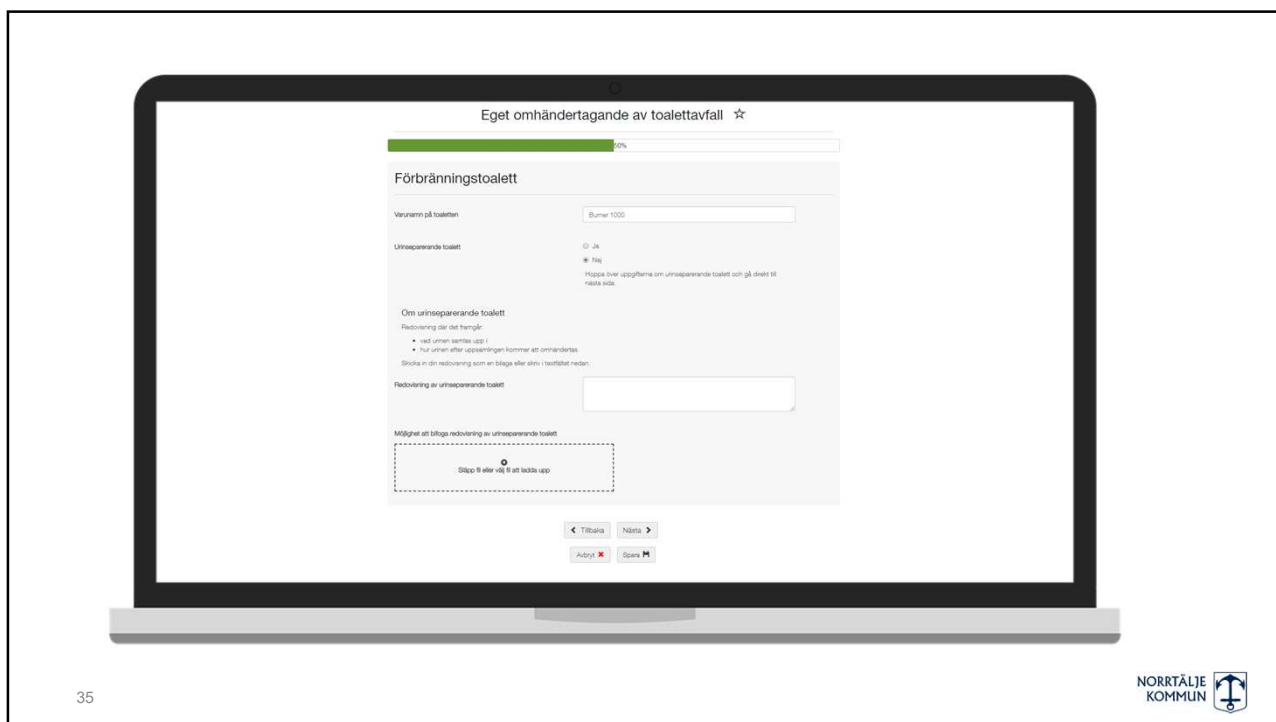 Eget omhändertagande av toalettavfall
50%
Förbränningstoalett
Varunamn på toaletten
Burner 1000
Urinseparerande toalett
Ja
Nej
Hoppa över uppgifterna om urinseparerande toalett och gå direkt till
nästa sida.
Om urinseparerande toalett
Redovisning där det framgår:
vad urinen samlas upp i
hur urinen efter uppsamlingen kommer att omhändertas
Skicka in din redovisning som en bilaga eller skriv i textfältet nedan.
Redovisning av urinseparerande toalett
Möjlighet att bifoga redovisning av urinseparerande toalett
Släpp fil eller välj fil att ladda upp
Tillbaka Nästa
Avbryt Spara
35
NORRTÄLJE
KOMMUN